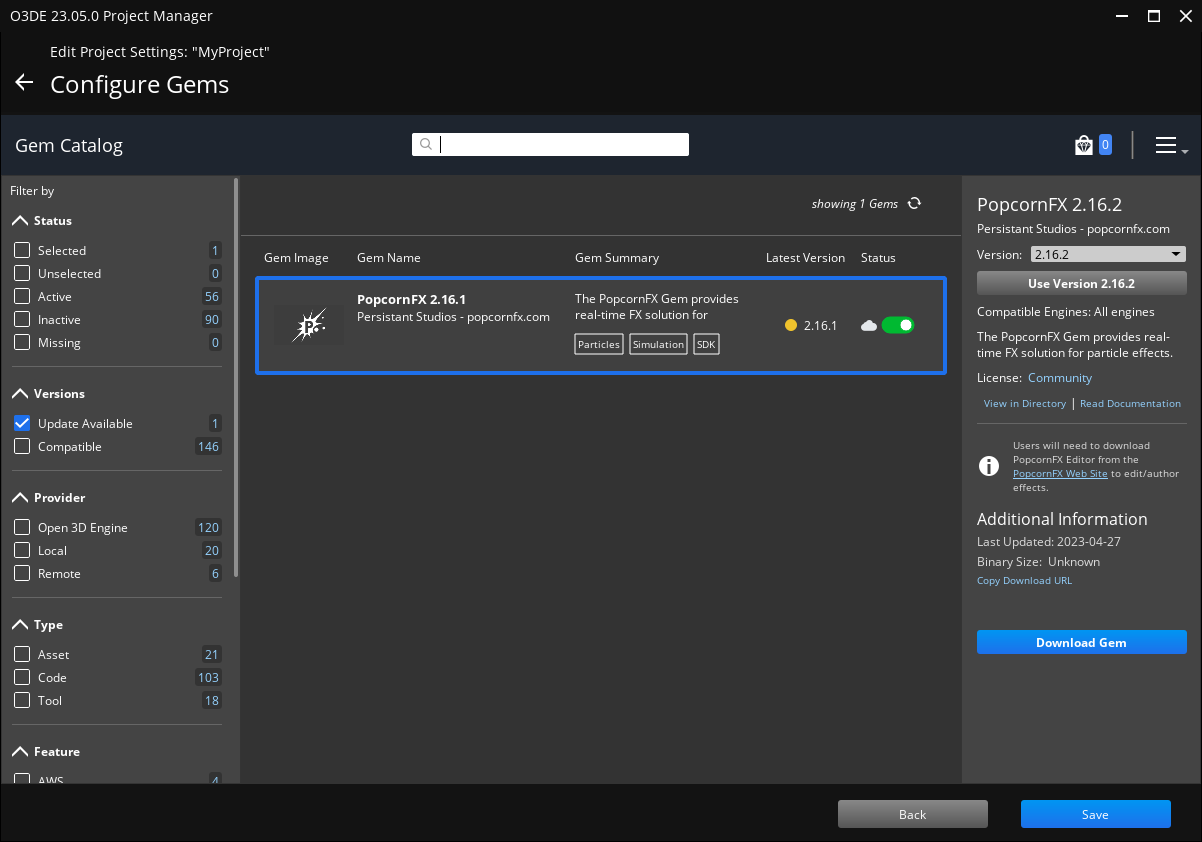 O3DE 23.05.0 Project Manager
Edit Project Settings: "MyProject"
Configure Gems
Gem Catalog
0
Filter by
Status
Selected 1
Unselected 0
Active 56
Inactive 90
Missing 0
Versions
Update Available 1
Compatible 146
Provider
Open 3D Engine 120
Local 20
Remote 6
Type
Asset 21
Code 103
Tool 18
Feature
AWS 4
showing 1 Gems
Gem Image Gem Name Gem Summary Latest Version Status
PopcornFX 2.16.1
Persistant Studios - popcornfx.com
The PopcornFX Gem provides
real-time FX solution for
Particles Simulation SDK
2.16.1
PopcornFX 2.16.2
Persistant Studios - popcornfx.com
Version: 2.16.2
Use Version 2.16.2
Compatible Engines: All engines
The PopcornFX Gem provides real-
time FX solution for particle effects.
License: Community
View in Directory | Read Documentation
Users will need to download
PopcornFX Editor from the
PopcornFX Web Site to edit/author
effects.
Additional Information
Last Updated: 2023-04-27
Binary Size: Unknown
Copy Download URL
Download Gem
Back Save